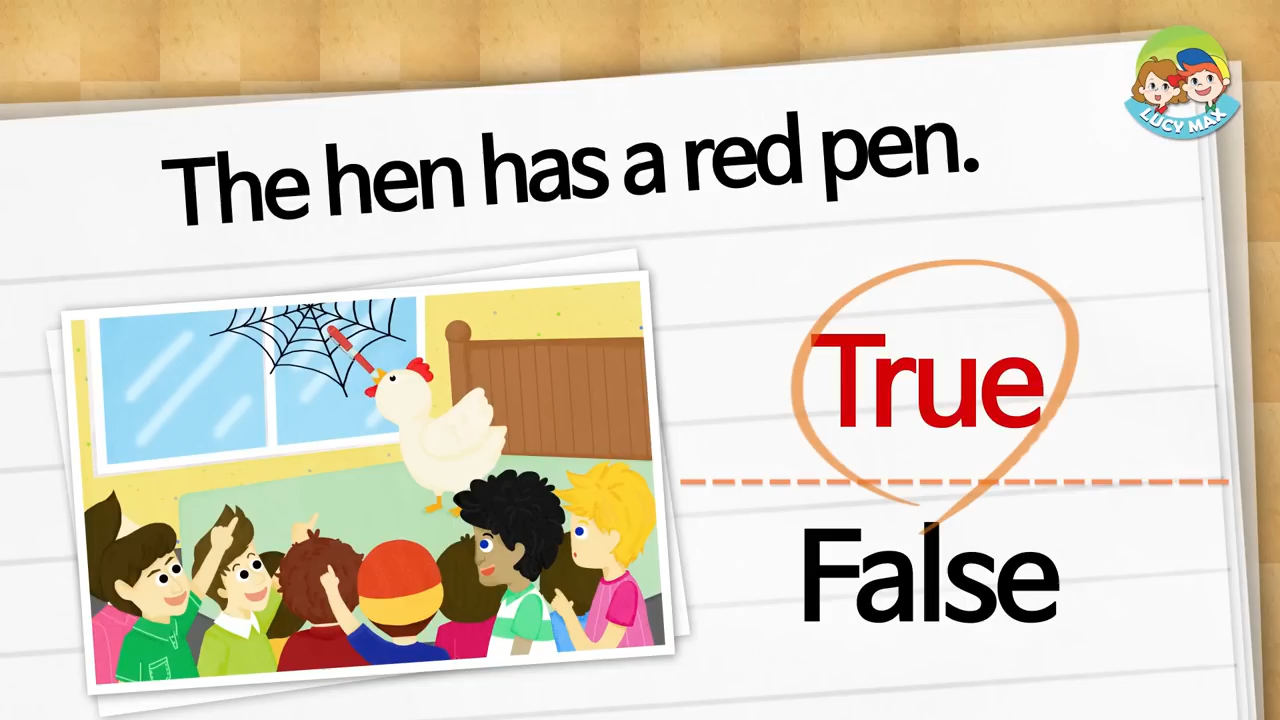 The hen has a red pen.
LUCY MAX
True
False